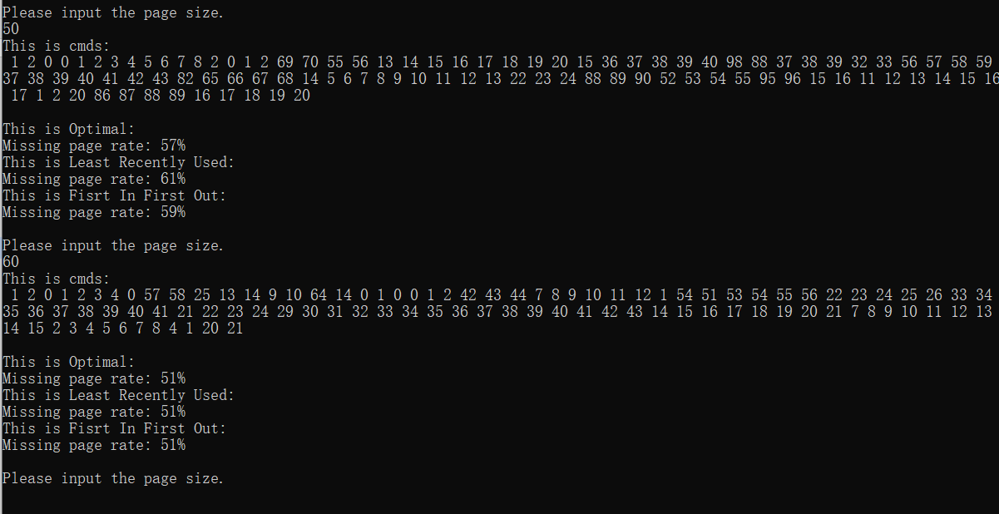 Please input the page size.
50
This is cmds:
1 2 0 0 1 2 3 4 5 6 7 8 2 0 1 2 69 70 55 56 13 14 15 16 17 18 19 20 15 36 37 38 39 40 98 88 37 38 39 32 33 56 57 58 59
37 38 39 40 41 42 43 82 65 66 67 68 14 5 6 7 8 9 10 11 12 13 22 23 24 88 89 90 52 53 54 55 95 96 15 16 11 12 13 14 15 16
17 1 2 20 86 87 88 89 16 17 18 19 20
This is Optimal:
Missing page rate: 57%
This is Least Recently Used:
Missing page rate: 61%
This is Fisrt In First Out:
Missing page rate: 59%
Please input the page size.
60
This is cmds:
1 2 0 1 2 3 4 0 57 58 25 13 14 9 10 64 14 0 1 0 0 1 2 42 43 44 7 8 9 10 11 12 1 54 51 53 54 55 56 22 23 24 25 26 33 34
35 36 37 38 39 40 41 21 22 23 24 29 30 31 32 33 34 35 36 37 38 39 40 41 42 43 14 15 16 17 18 19 20 21 7 8 9 10 11 12 13
14 15 2 3 4 5 6 7 8 4 1 20 21
This is Optimal:
Missing page rate: 51%
This is Least Recently Used:
Missing page rate: 51%
This is Fisrt In First Out:
Missing page rate: 51%
Please input the page size.